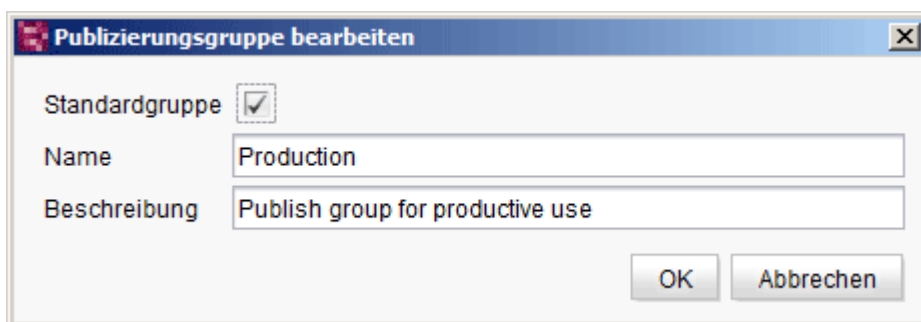 Publizierungsgruppe bearbeiten
Standardgruppe
Name Production
Beschreibung Publish group for productive use
OK Abbrechen